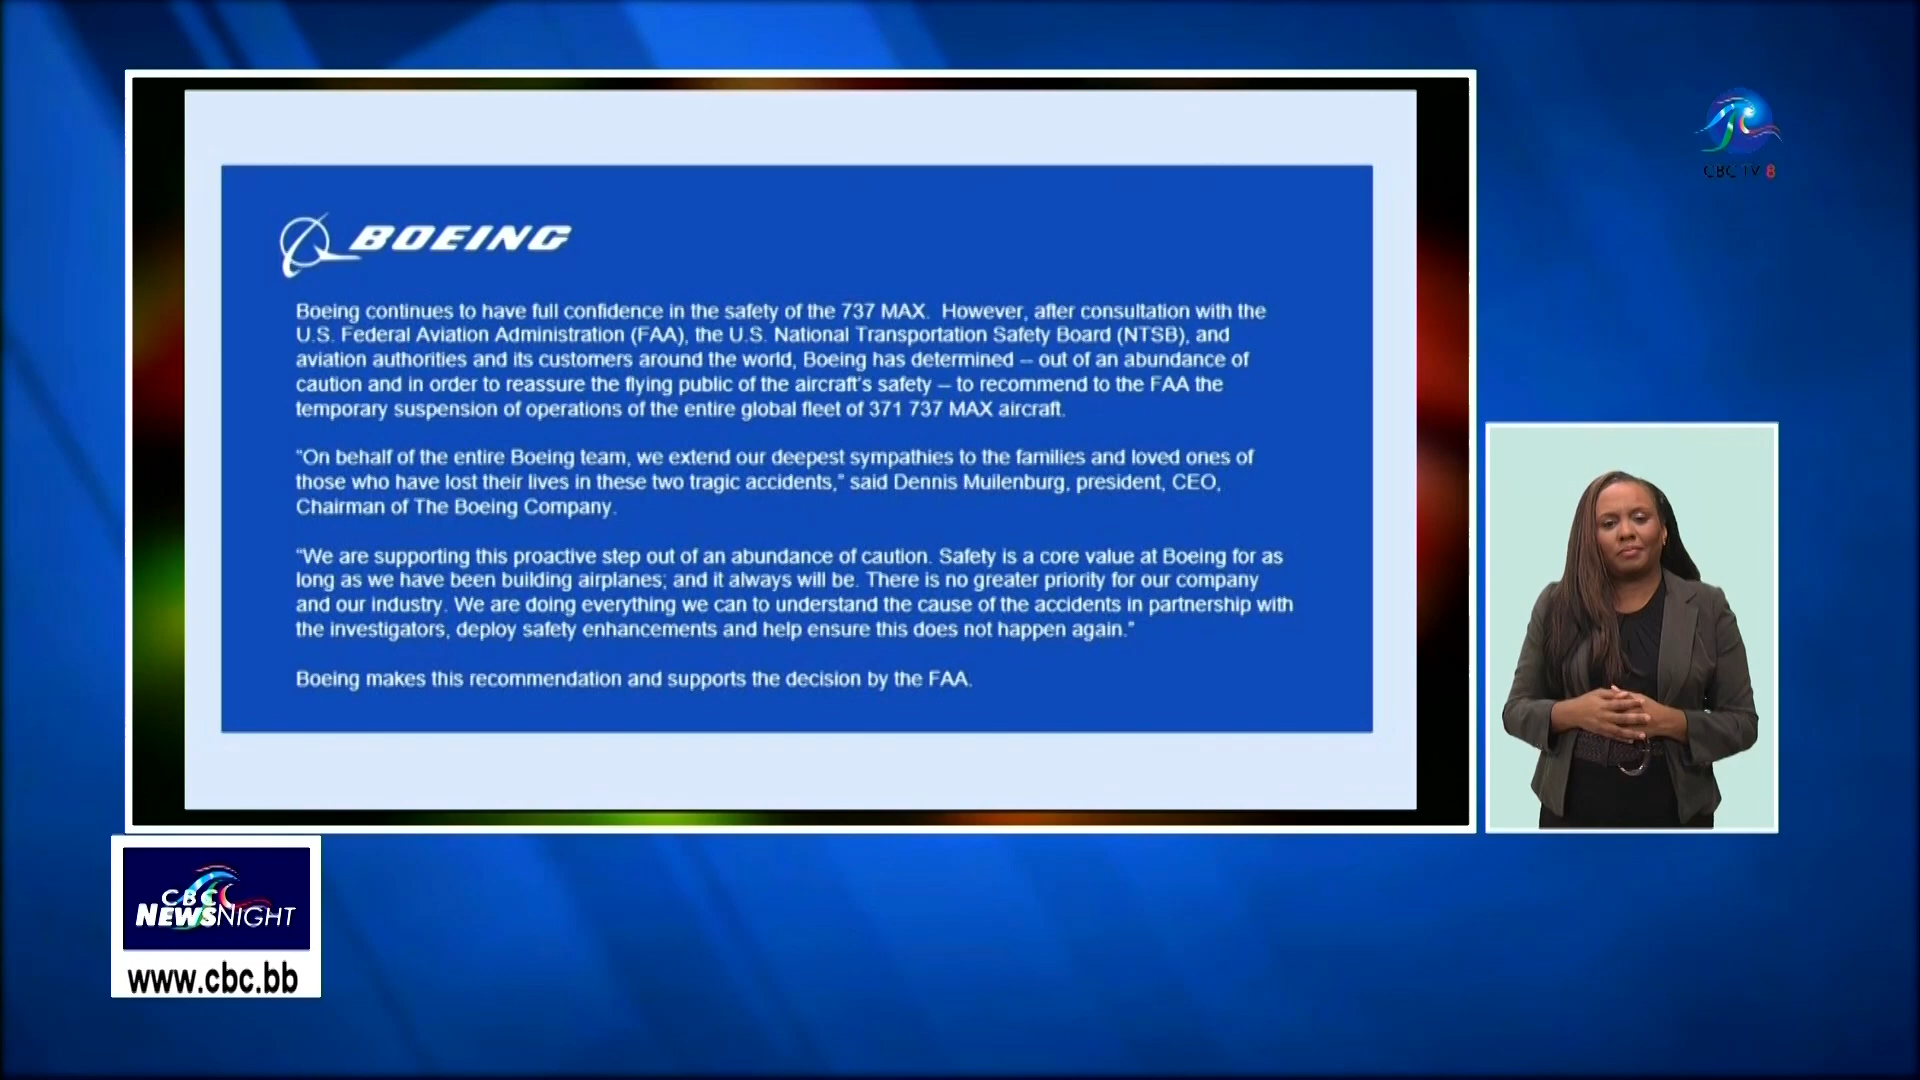 CBC TV 8
BOEING
Boeing continues to have full confidence in the safety of the 737 MAX. However, after consultation with the
U.S. Federal Aviation Administration (FAA), the U.S. National Transportation Safety Board (NTSB), and
aviation authorities and its customers around the world, Boeing has determined – out of an abundance of
caution and in order to reassure the flying public of the aircraft's safety – to recommend to the FAA the
temporary suspension of operations of the entire global fleet of 371 737 MAX aircraft.
“On behalf of the entire Boeing team, we extend our deepest sympathies to the families and loved ones of
those who have lost their lives in these two tragic accidents,” said Dennis Muilenburg, president, CEO,
Chairman of The Boeing Company.
“We are supporting this proactive step out of an abundance of caution. Safety is a core value at Boeing for as
long as we have been building airplanes; and it always will be. There is no greater priority for our company
and our industry. We are doing everything we can to understand the cause of the accidents in partnership with
the investigators, deploy safety enhancements and help ensure this does not happen again.”
Boeing makes this recommendation and supports the decision by the FAA.
CBC
NEWSNIGHT
www.cbc.bb